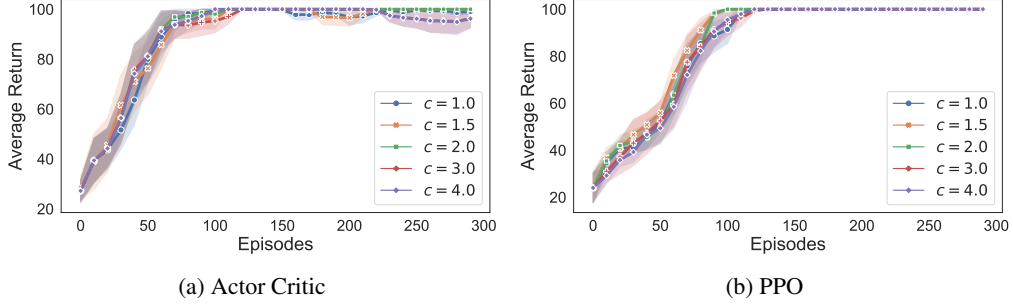 100
80
60
40
20
Average Return
0
50
100
150
200
250
300
Episodes
c = 1.0
c = 1.5
c = 2.0
c = 3.0
c = 4.0
(a) Actor Critic
100
80
60
40
20
Average Return
0
50
100
150
200
250
300
Episodes
c = 1.0
c = 1.5
c = 2.0
c = 3.0
c = 4.0
(b) PPO